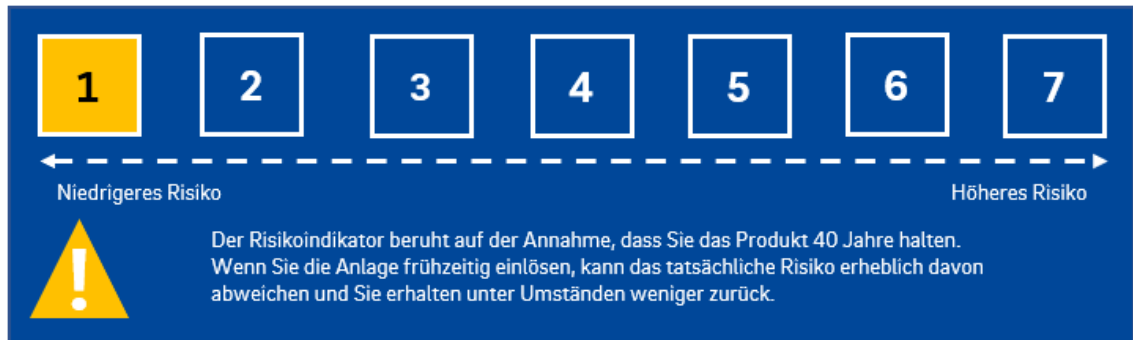 1 2 3 4 5 6 7
Niedrigeres Risiko Höheres Risiko
!
Der Risikoindikator beruht auf der Annahme, dass Sie das Produkt 40 Jahre halten.
Wenn Sie die Anlage frühzeitig einlösen, kann das tatsächliche Risiko erheblich davon
abweichen und Sie erhalten unter Umständen weniger zurück.